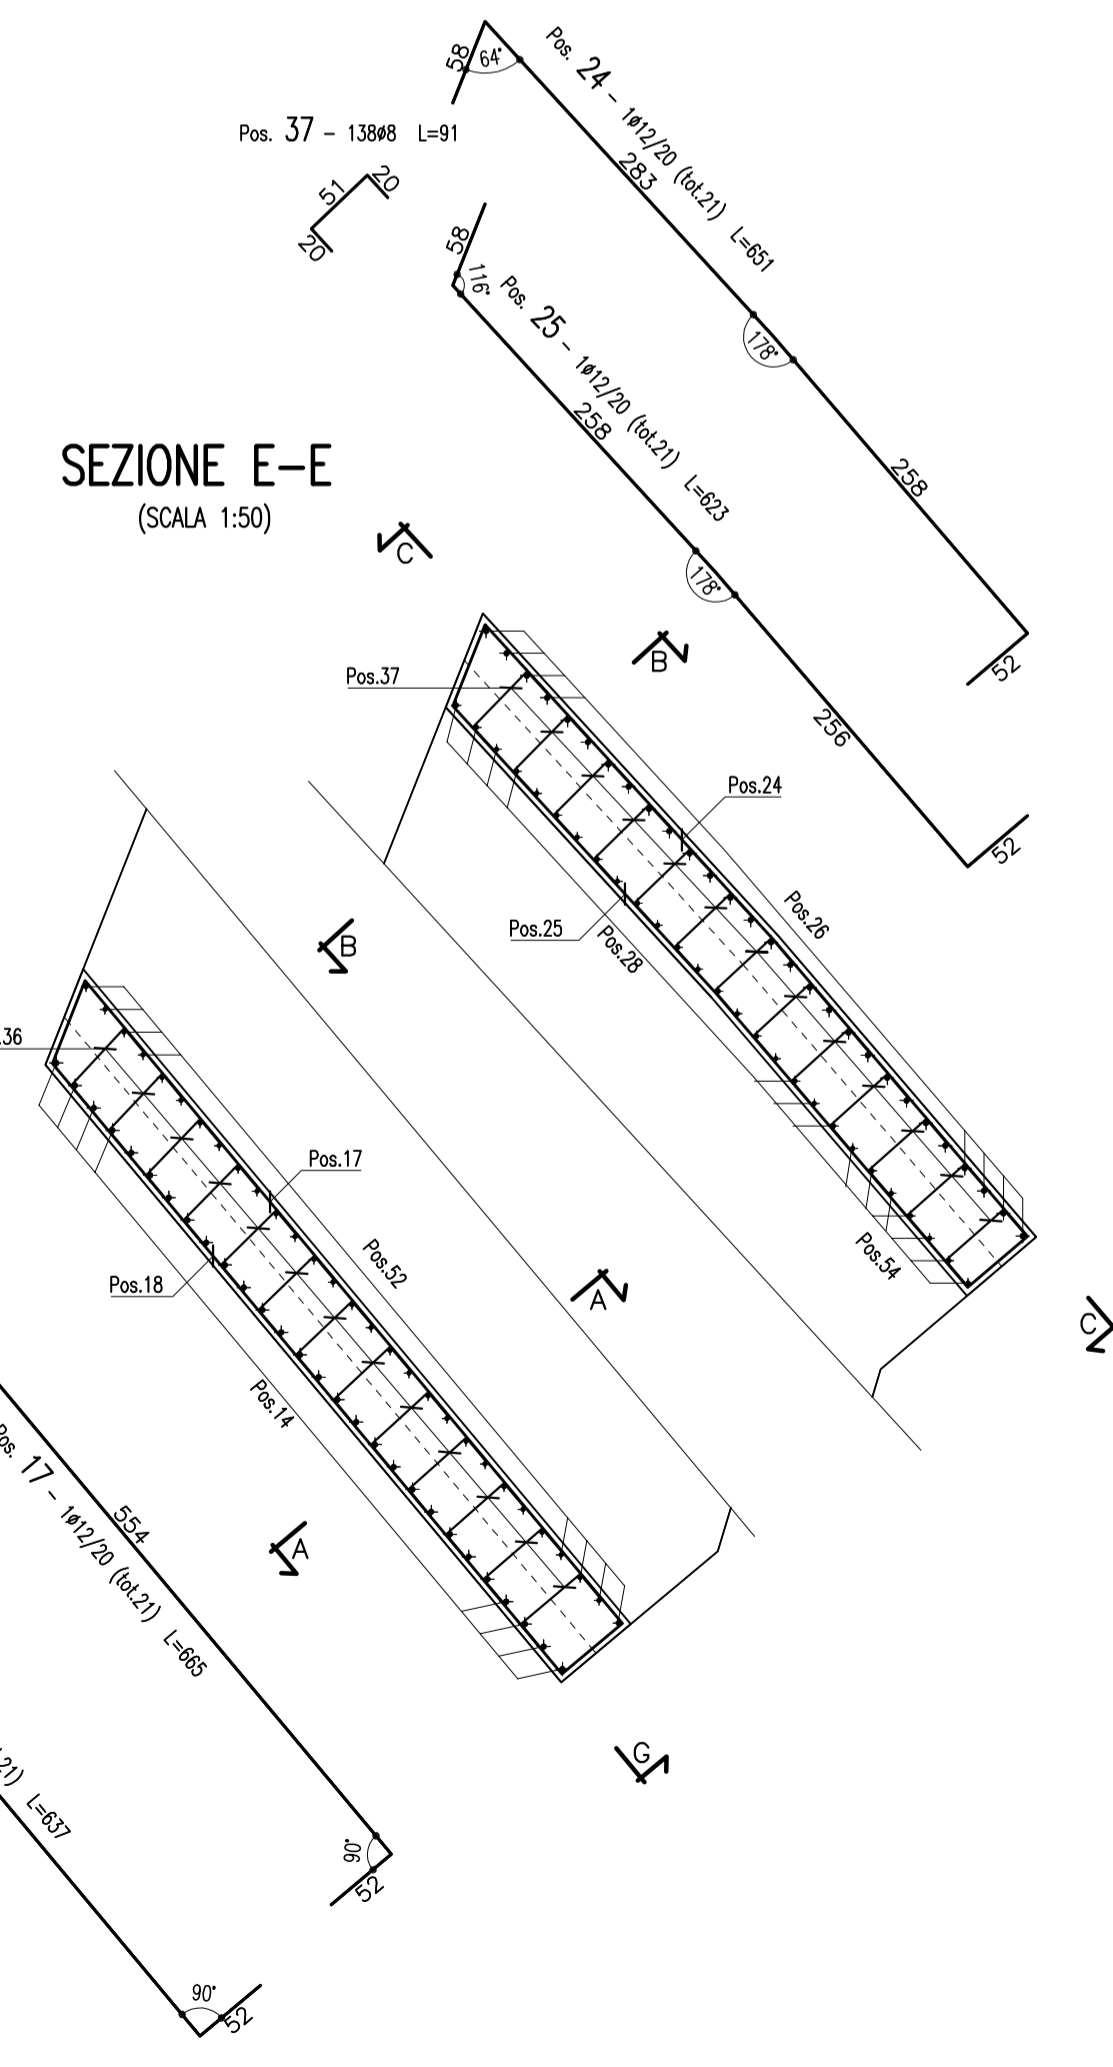 58
64°
Pos. 24 - 1ø12/20 (tot.21) L=651
283
178°
258
52
Pos. 37 - 138ø8 L=91
20
51
20
58
116°
Pos. 25 - 1ø12/20 (tot.21) L=623
258
178°
256
52
SEZIONE E-E
(SCALA 1:50)
C
B
Pos.37
Pos.24
Pos.26
Pos.25
Pos.28
B
.36
Pos.17
Pos.52
Pos.18
A
Pos.54
C
Pos.14
Pos. 17 - 1ø12/20 (tot.21) L=665
554
A
G
90°
52
21) L=637
90°
52